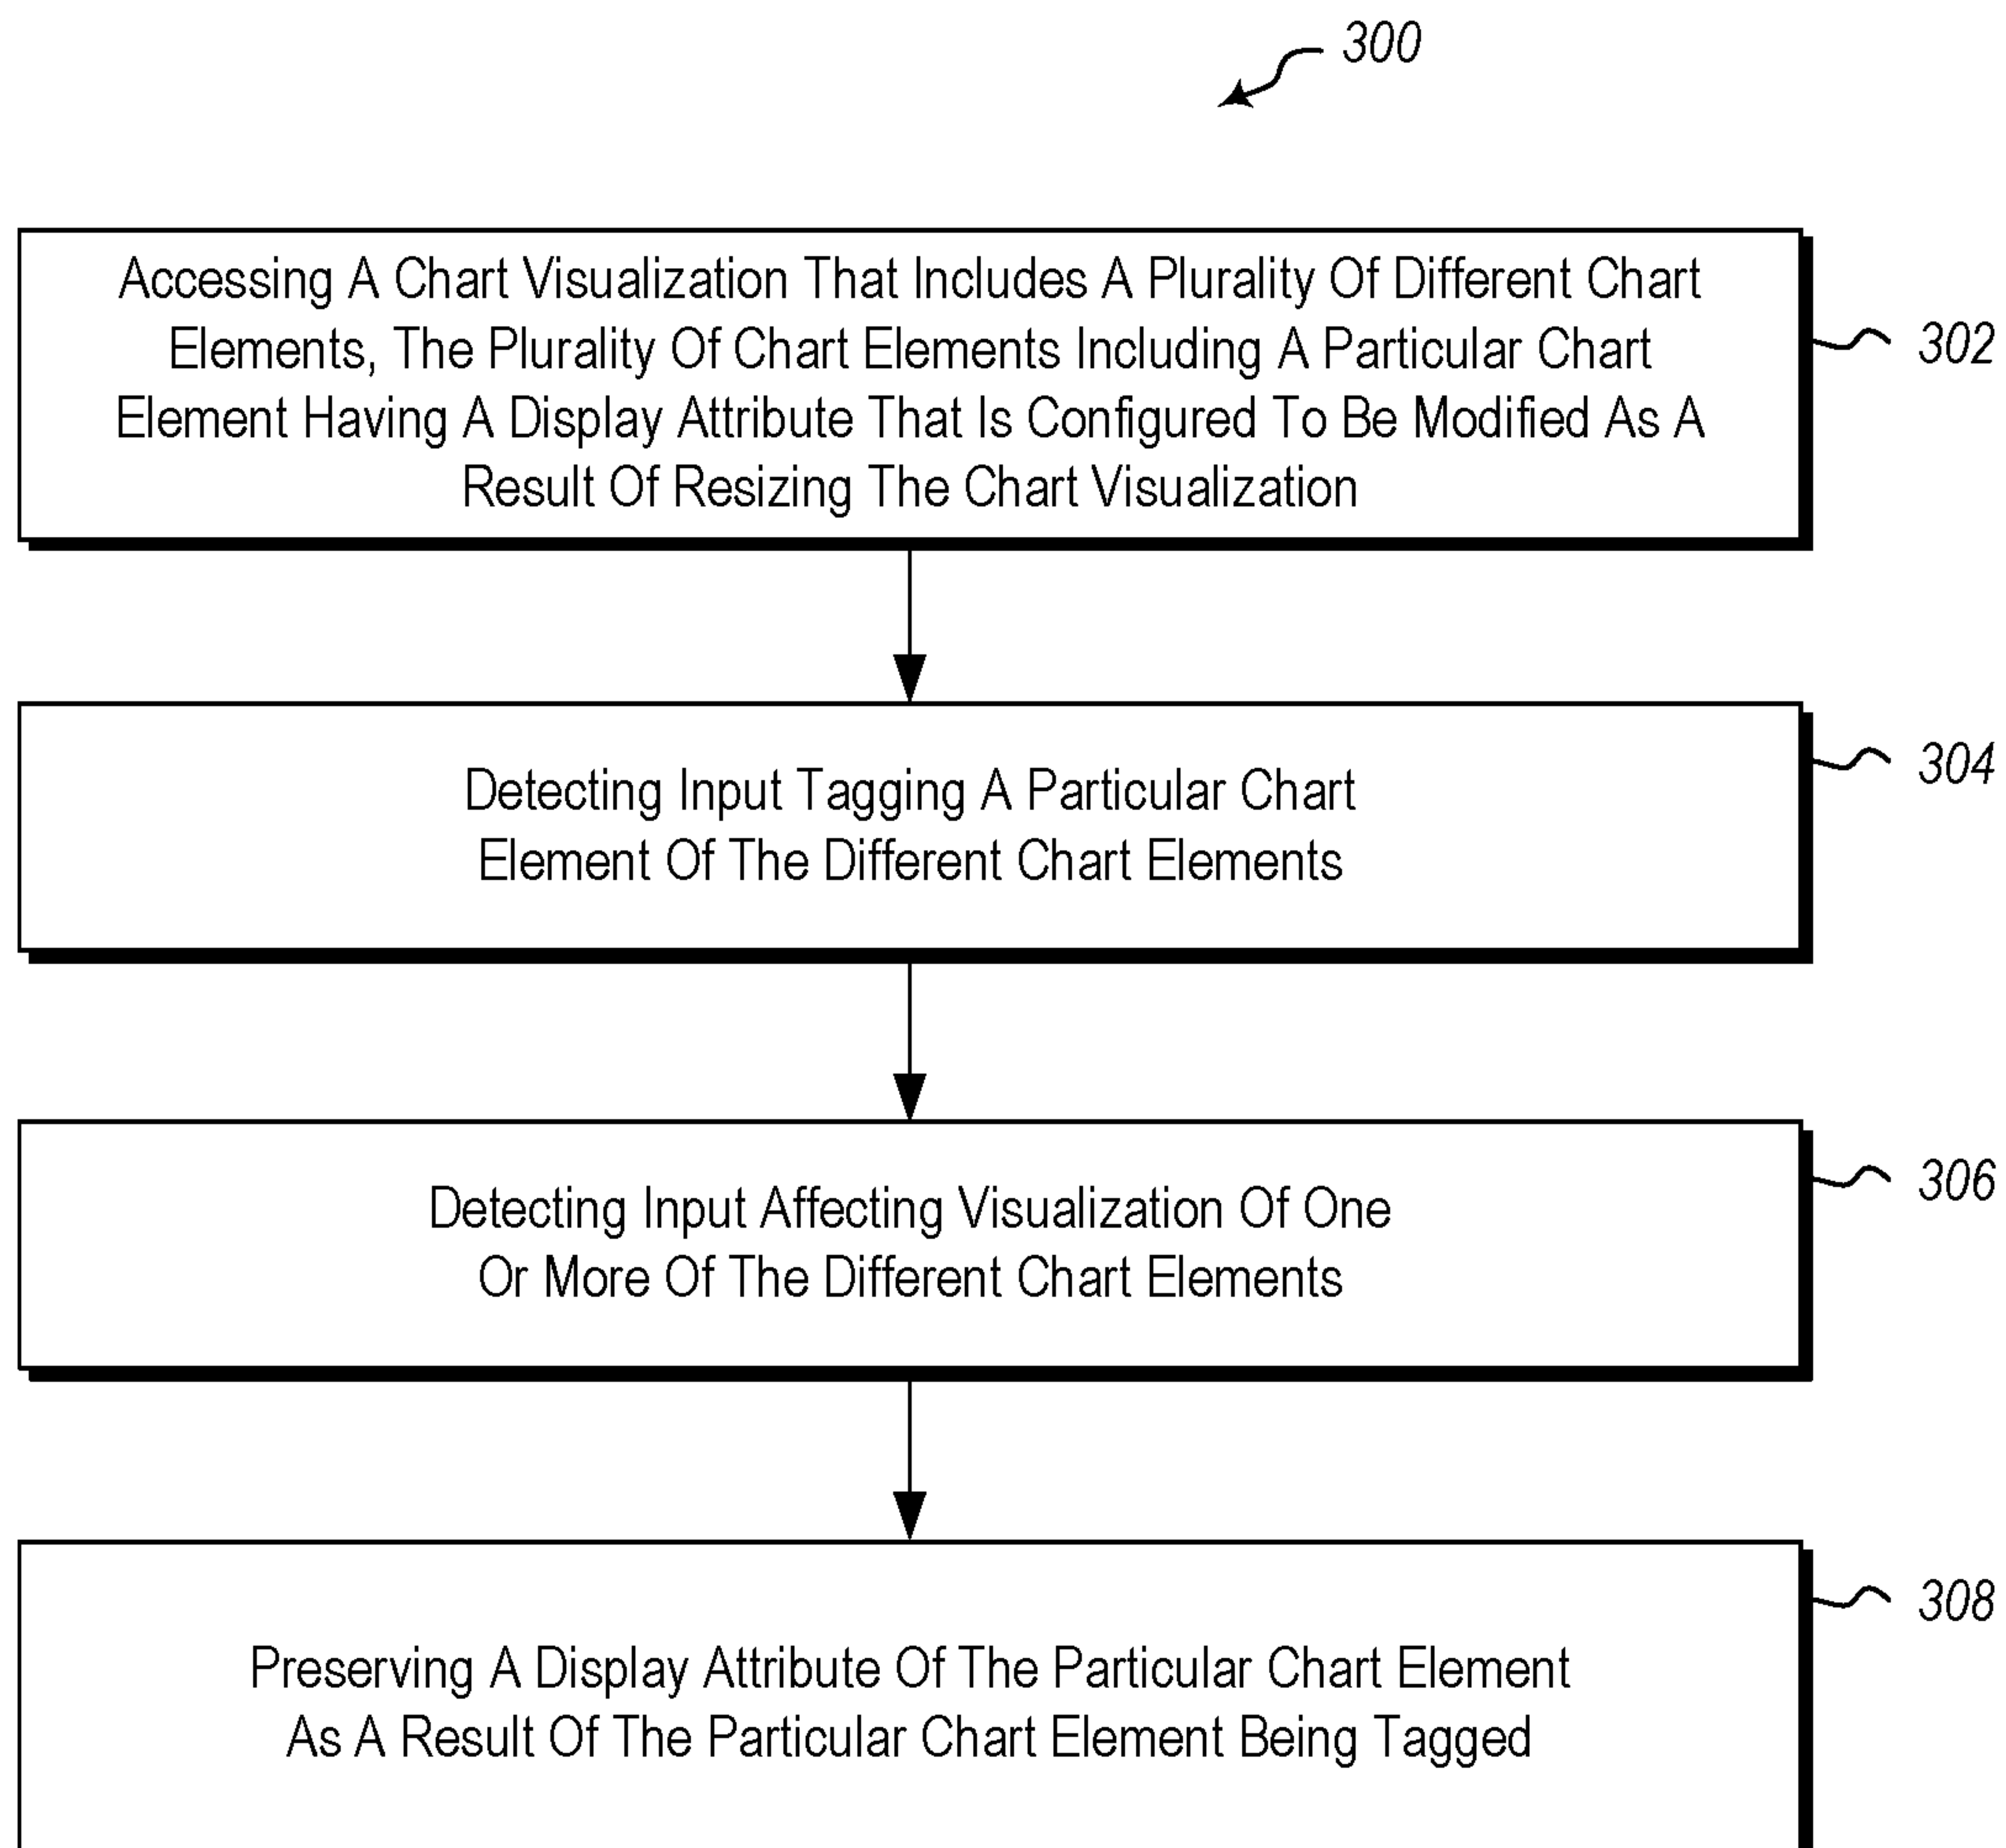 300
Accessing A Chart Visualization That Includes A Plurality Of Different Chart
Elements, The Plurality Of Chart Elements Including A Particular Chart
Element Having A Display Attribute That Is Configured To Be Modified As A
Result Of Resizing The Chart Visualization
302
Detecting Input Tagging A Particular Chart
Element Of The Different Chart Elements
304
Detecting Input Affecting Visualization Of One
Or More Of The Different Chart Elements
306
Preserving A Display Attribute Of The Particular Chart Element
As A Result Of The Particular Chart Element Being Tagged
308